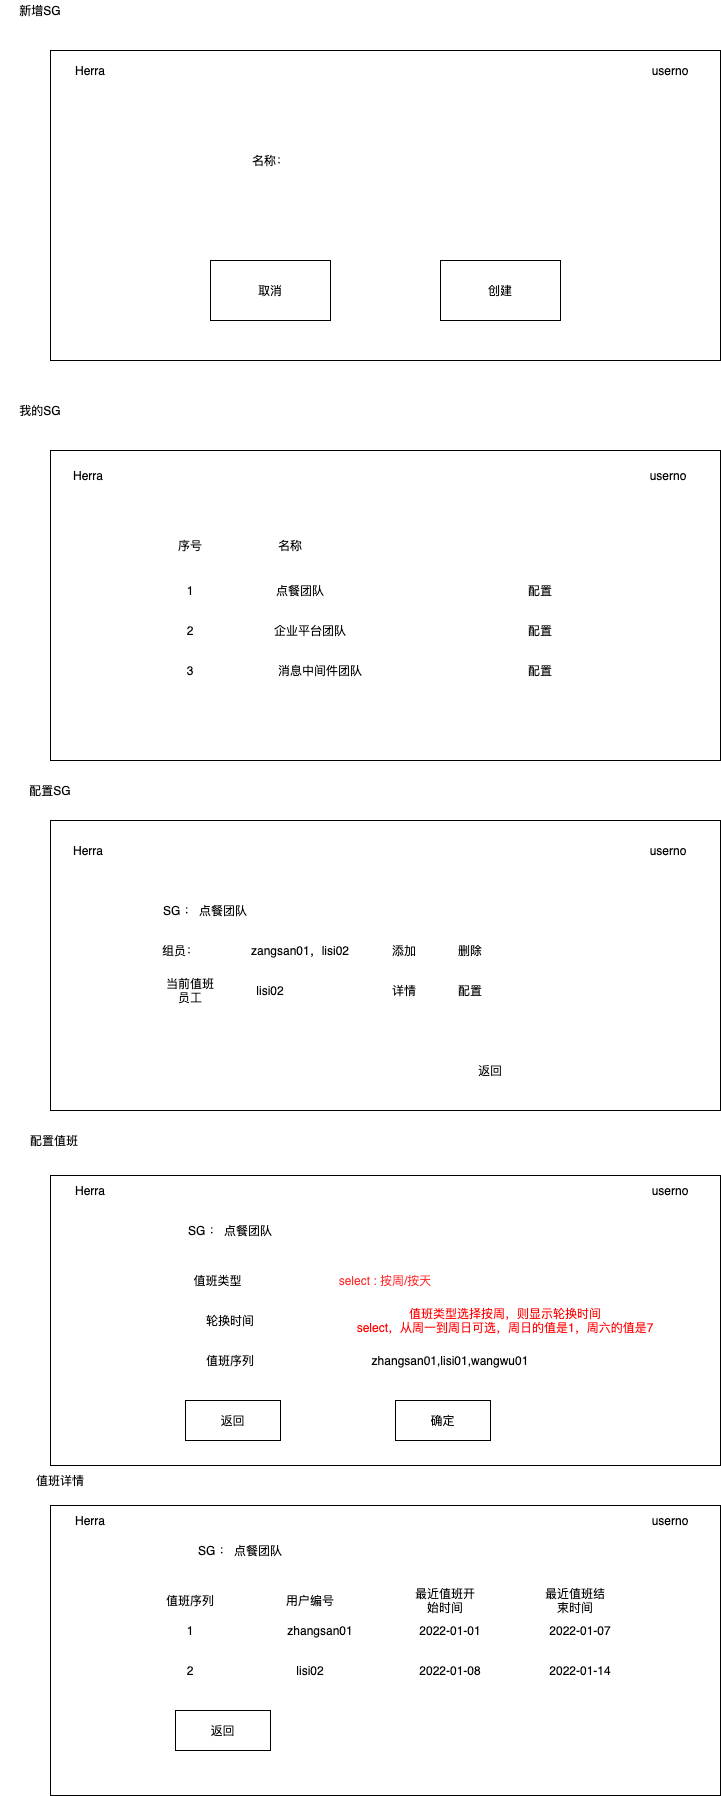 新增SG
Herra
userno
名称:
取消
创建
我的SG
Herra
userno
序号
名称
1
点餐团队
配置
2
企业平台团队
配置
3
消息中间件团队
配置
配置SG
Herra
userno
SG： 点餐团队
组员:
zangsan01，lisi02
添加
删除
当前值班
员工
lisi02
详情
配置
返回
配置值班
Herra
userno
SG： 点餐团队
值班类型
select : 按周/按天
轮换时间
值班类型选择按周，则显示轮换时间
select，从周一到周日可选，周日的值是1，周六的值是7
值班序列
zhangsan01,lisi01,wangwu01
返回
确定
值班详情
Herra
userno
SG： 点餐团队
值班序列
用户编号
最近值班开
始时间
最近值班结
束时间
1
zhangsan01
2022-01-01
2022-01-07
2
lisi02
2022-01-08
2022-01-14
返回